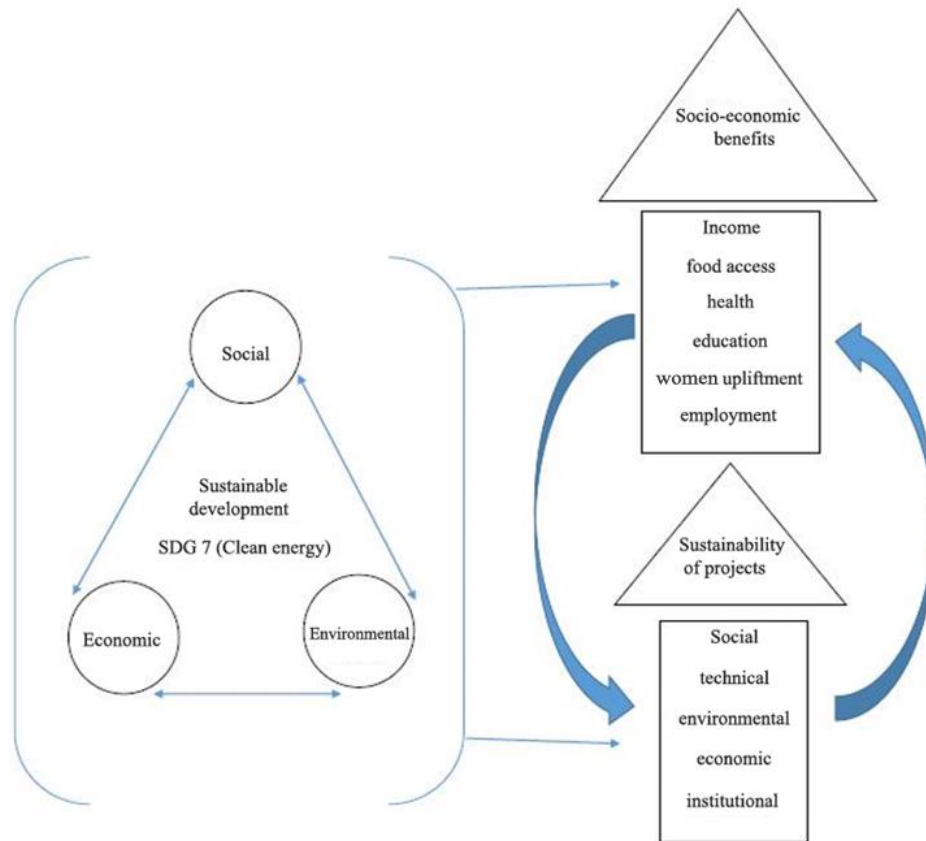 Social
Sustainable
development
SDG 7 (Clean energy)
Economic
Environmental
Socio-economic
benefits
Income
food access
health
education
women upliftment
employment
Sustainability
of projects
Social
technical
environmental
economic
institutional